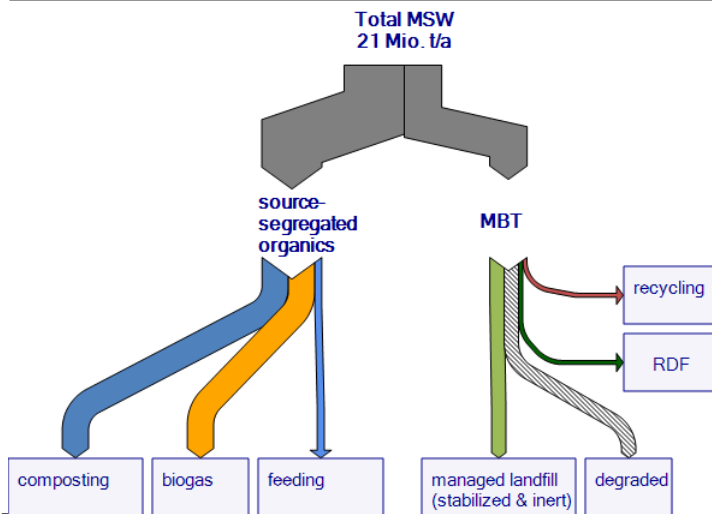 Total MSW
21 Mio. t/a
source-
segregated
organics
MBT
recycling
RDF
composting
biogas
feeding
managed landfill
(stabilized & inert)
degraded